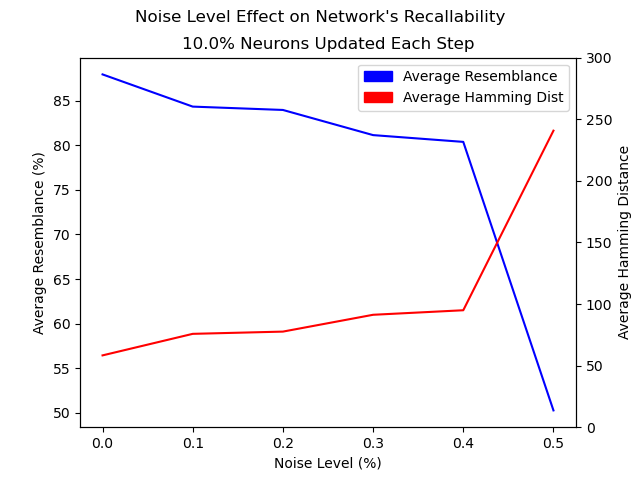 Noise Level Effect on Network's Recallability
10.0% Neurons Updated Each Step
Average Resemblance
Average Hamming Dist
Average Resemblance (%)
85
80
75
70
65
60
55
50
300
250
200
150
100
50
0
Average Hamming Distance
0.0 0.1 0.2 0.3 0.4 0.5
Noise Level (%)